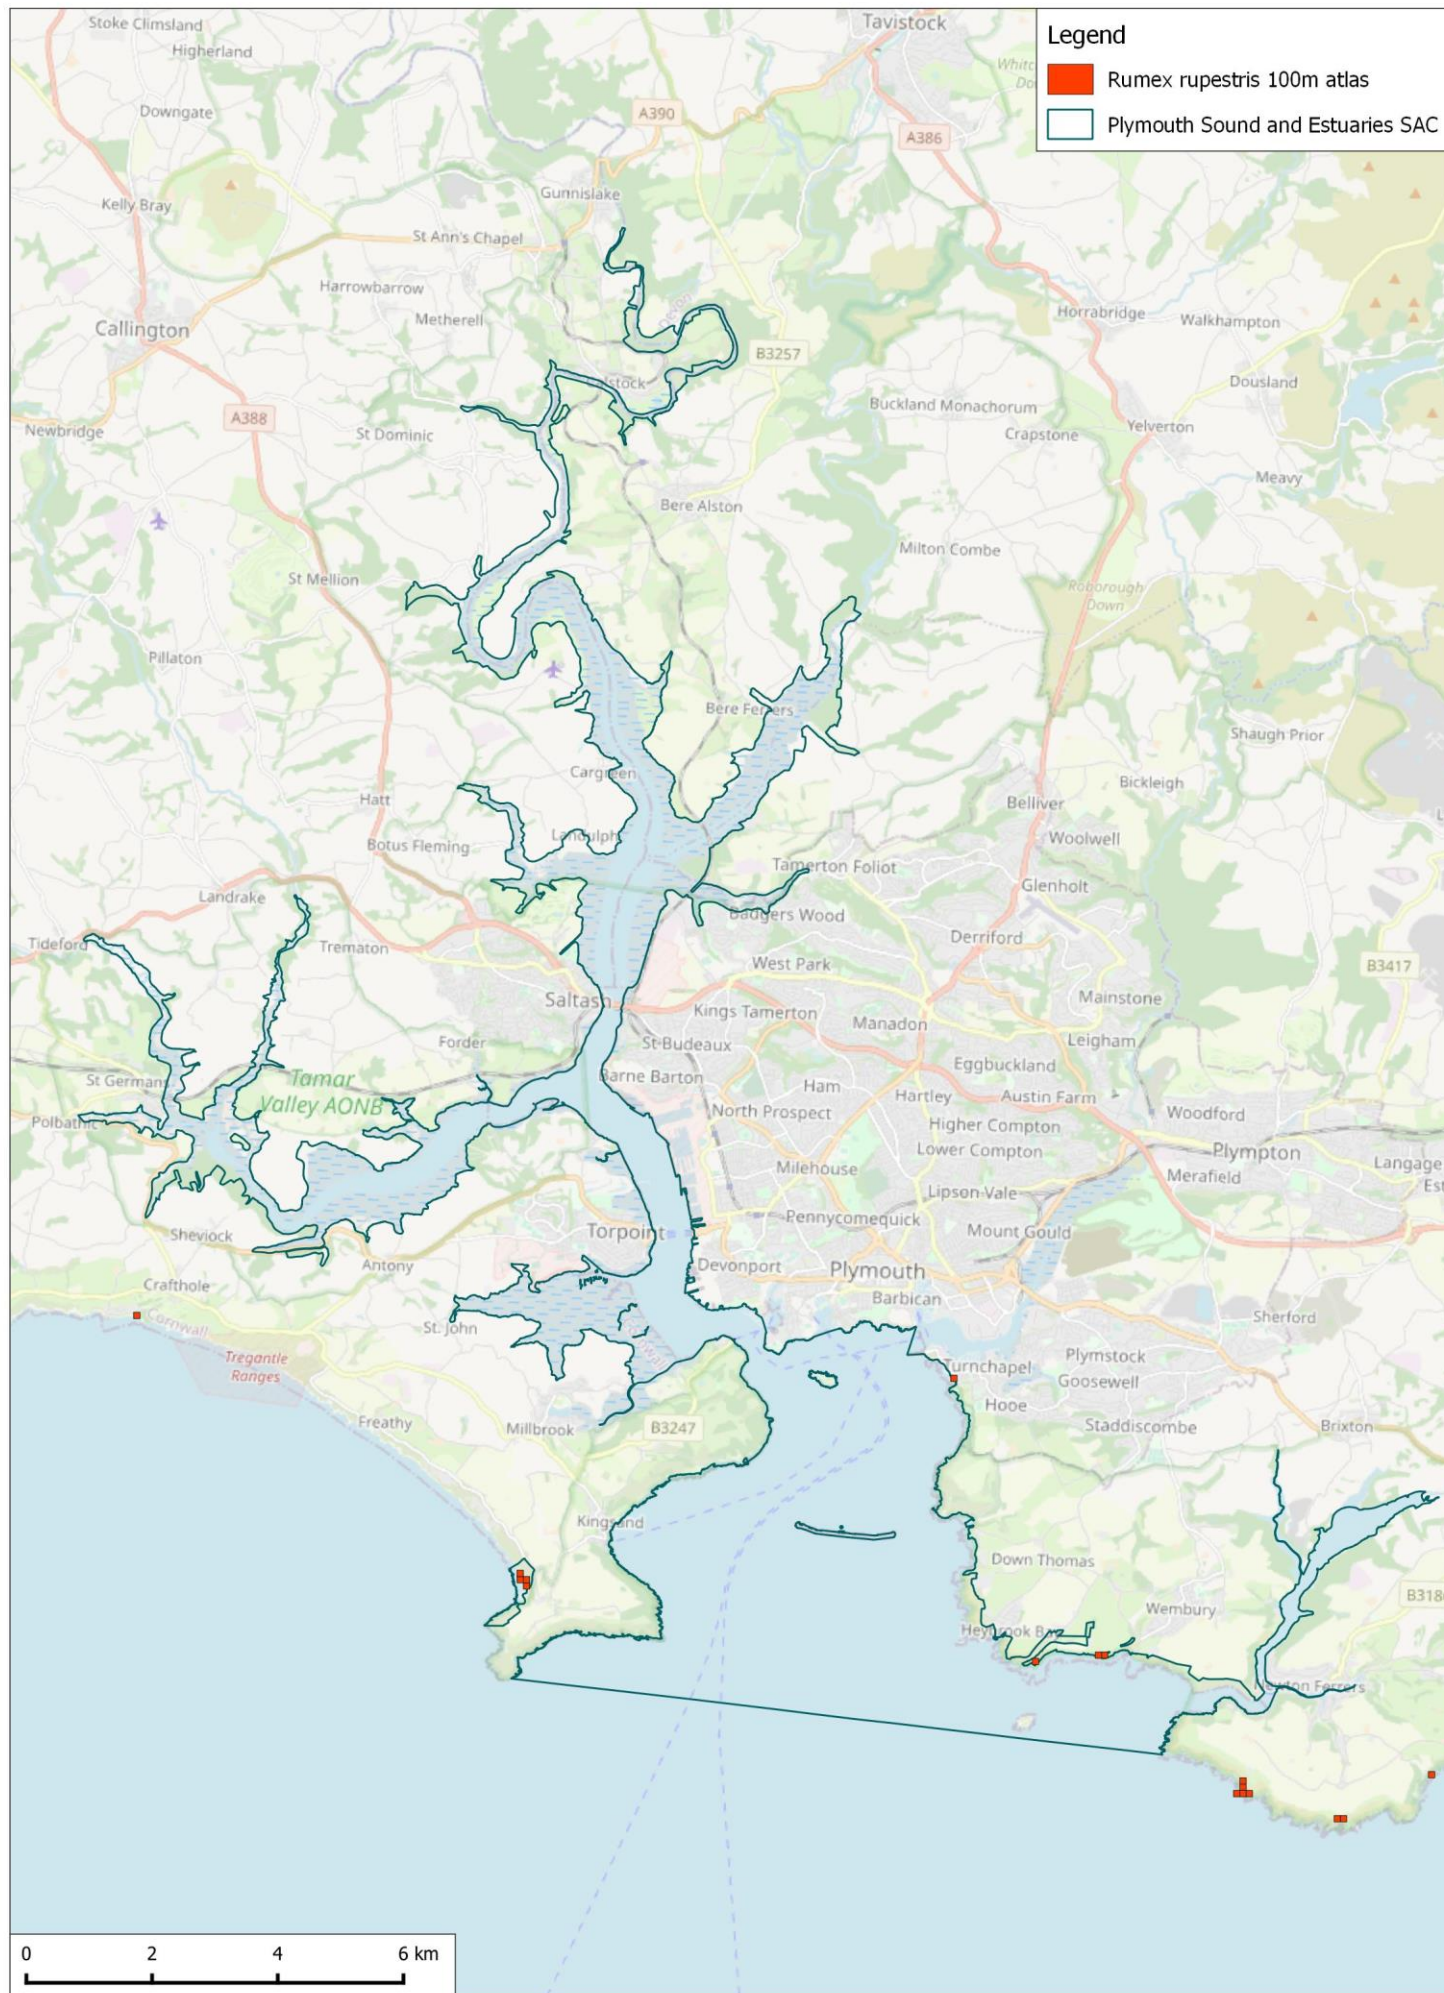 Stoke Climsland
Tavistock
Higherland
Legend
Rumex rupestris 100m atlas
Plymouth Sound and Estuaries SAC
Downgate
A390
A386
Gunnislake
Kelly Bray
St Ann's Chapel
Harrowbarrow
Metherell
Callington
Horrabridge
Walkhampton
B3257
Dousland
A388
Buckland Monachorum
Newbridge
St Dominic
Crapstone
Yelverton
Meavy
Bere Alston
Milton Combe
St Mellion
Roborough
Down
Pillaton
Bere Ferrers
Shaugh Prior
Cargreen
Bickleigh
Hatt
Belliver
Landulph
Woolwell
Botus Fleming
Tamerton Foliot
Glenholt
Landrake
Badgers Wood
Derriford
Tideford
Trematon
West Park
B3417
Saltash
Kings Tamerton
Mainstone
Manadon
Forder
St Budeaux
Leigham
Eggbuckland
St Germans
Tamar
Valley AONB
Barne Barton
Ham
Hartley
Austin Farm
North Prospect
Woodford
Higher Compton
Lower Compton
Plympton
Milehouse
Merafield
Langage
Lipson Vale
Pennycomequick
Mount Gould
Torpoint
Sheviock
Antony
Devonport
Plymouth
Crafthole
Barbican
Sherford
Cornwall
St. John
Tregantle
Ranges
Turnchapel
Plymstock
Goosewell
Hooe
Freathy
Millbrook
B3247
Staddiscombe
Brixton
Kingsand
Down Thomas
Wembury
Heybrook Bay
Newton Ferrers
0 2 4 6 km